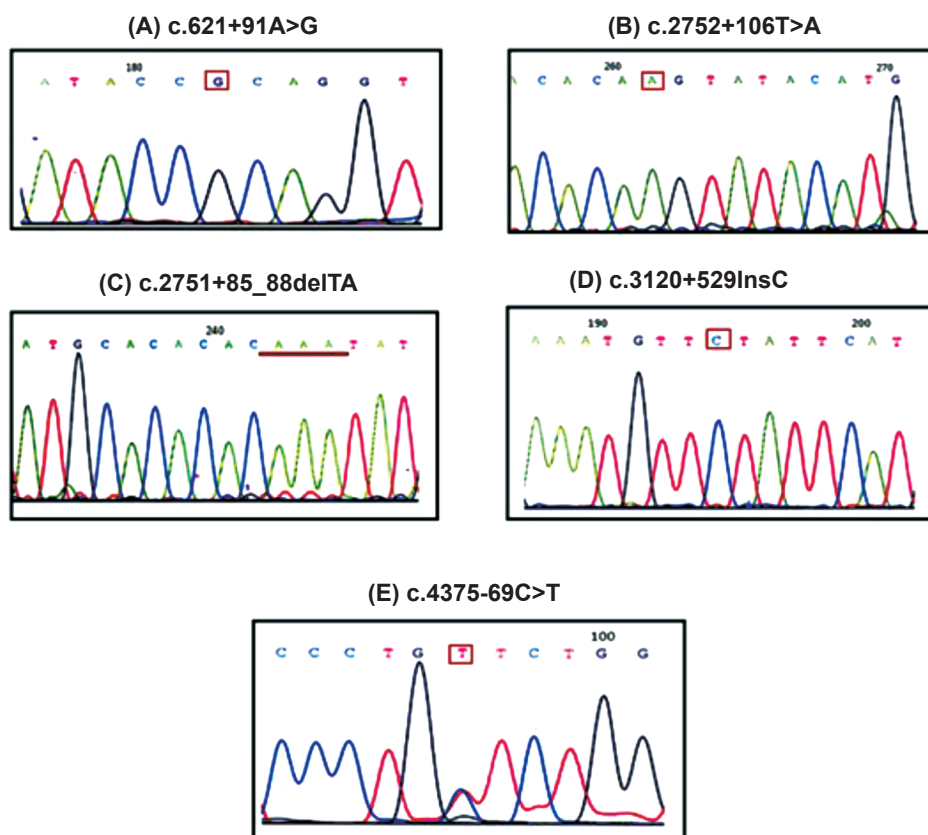 (A) c.621+91A>G
180
A T A C C G C A G G T
(B) c.2752+106T>A
260 270
A C A C A A G T A T A C A T G
(C) c.2751+85_88delTA
240
A T G C A C A C A C A A A T A T
(D) c.3120+529InsC
190 200
A A A T G T T C T A T T C A T
(E) c.4375-69C>T
100
C C C T G T T C T G G